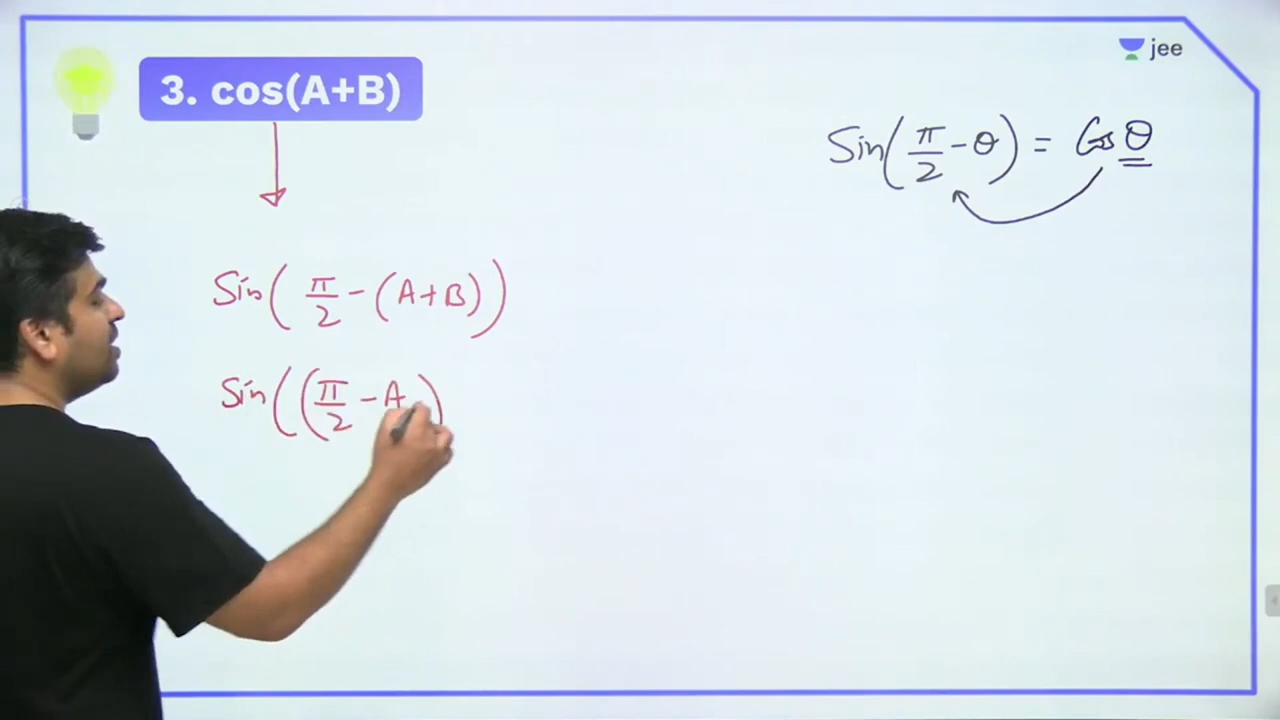 jee
3. cos(A+B)
Sin(π/2 - θ) = Cos θ
Sin(π/2 - (A+B))
Sin((π/2 - A)